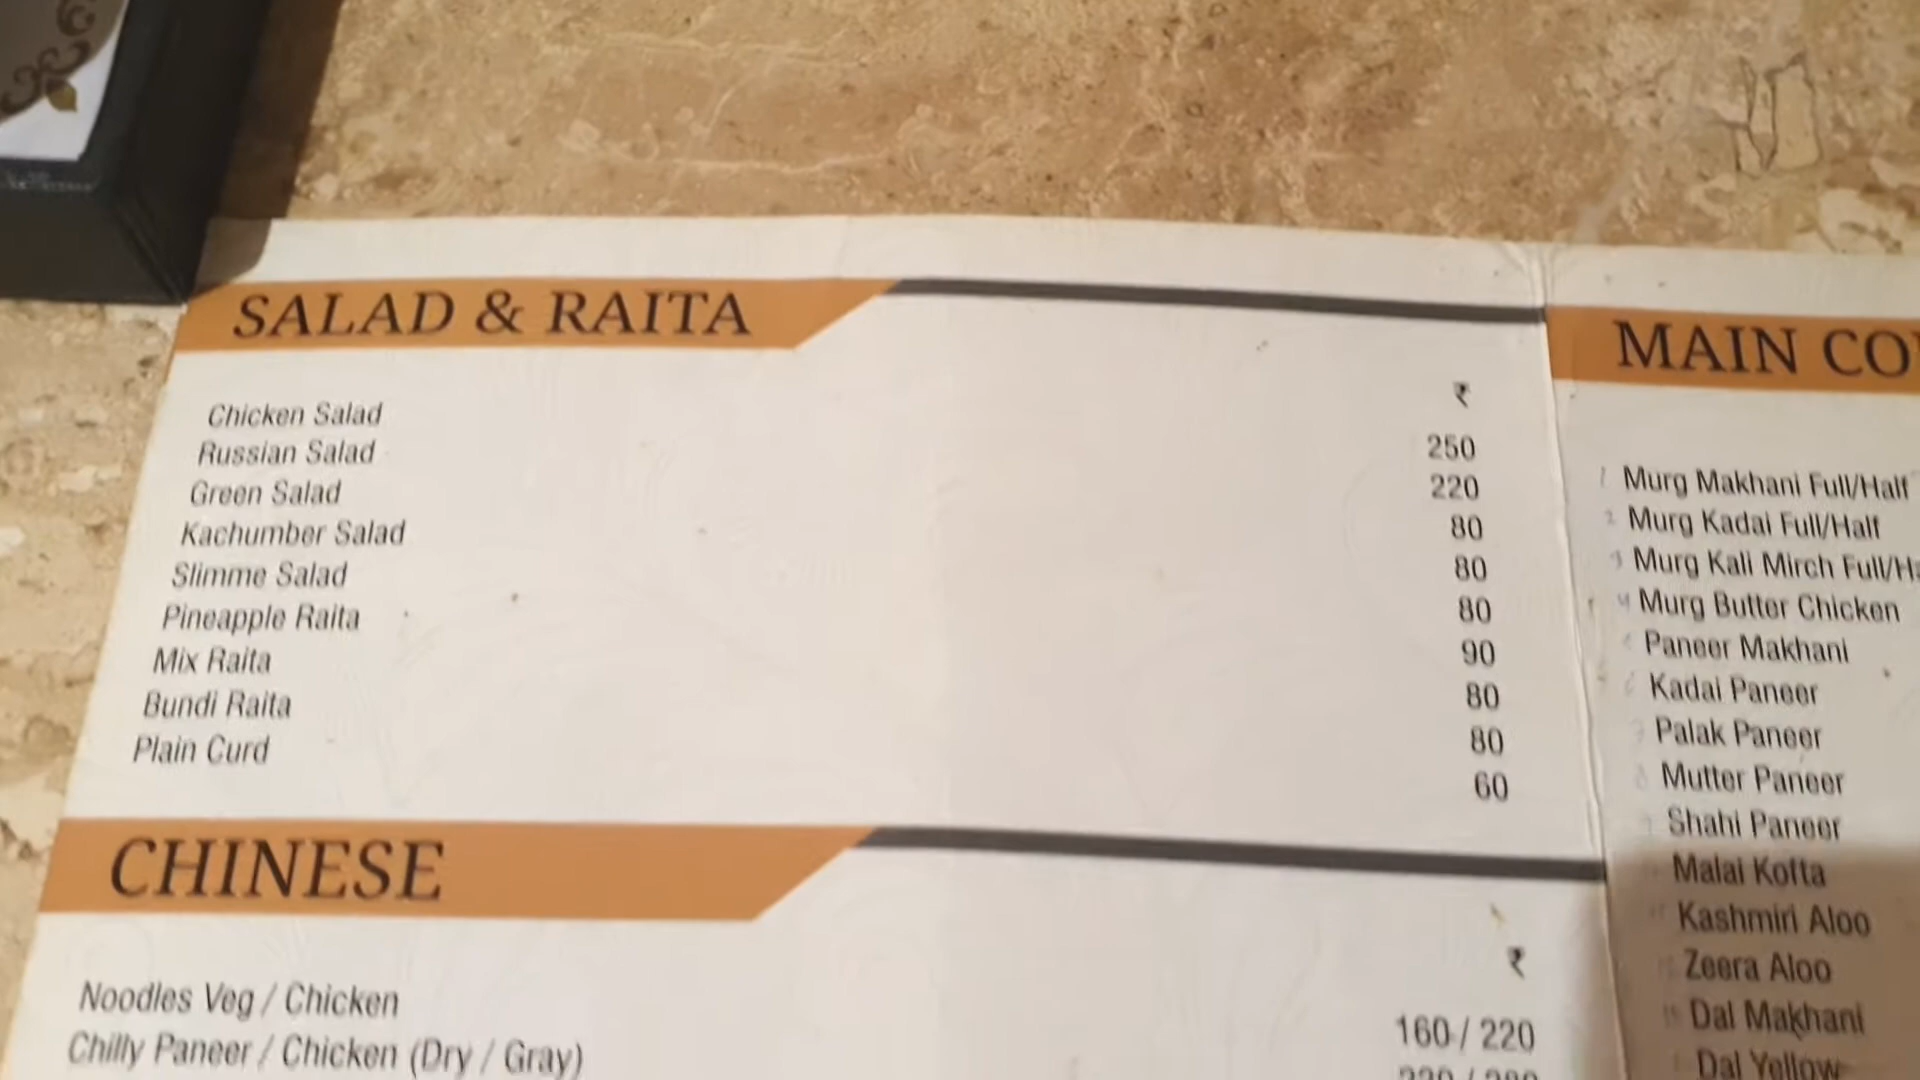 SALAD & RAITA
₹
Chicken Salad 250
Russian Salad 220
Green Salad 80
Kachumber Salad 80
Slimme Salad 80
Pineapple Raita 90
Mix Raita 80
Bundi Raita 80
Plain Curd 60
CHINESE
₹
Noodles Veg / Chicken 160 / 220
Chilly Paneer / Chicken (Dry / Gray)
MAIN
Murg Makhani Full/Half
Murg Kadai Full/Half
Murg Kali Mirch Full/
Murg Butter Chicken
Paneer Makhani
Kadai Paneer
Palak Paneer
Mutter Paneer
Shahi Paneer
Malai Kofta
Kashmiri Aloo
Zeera Aloo
Dal Makhani
Dal Yellow